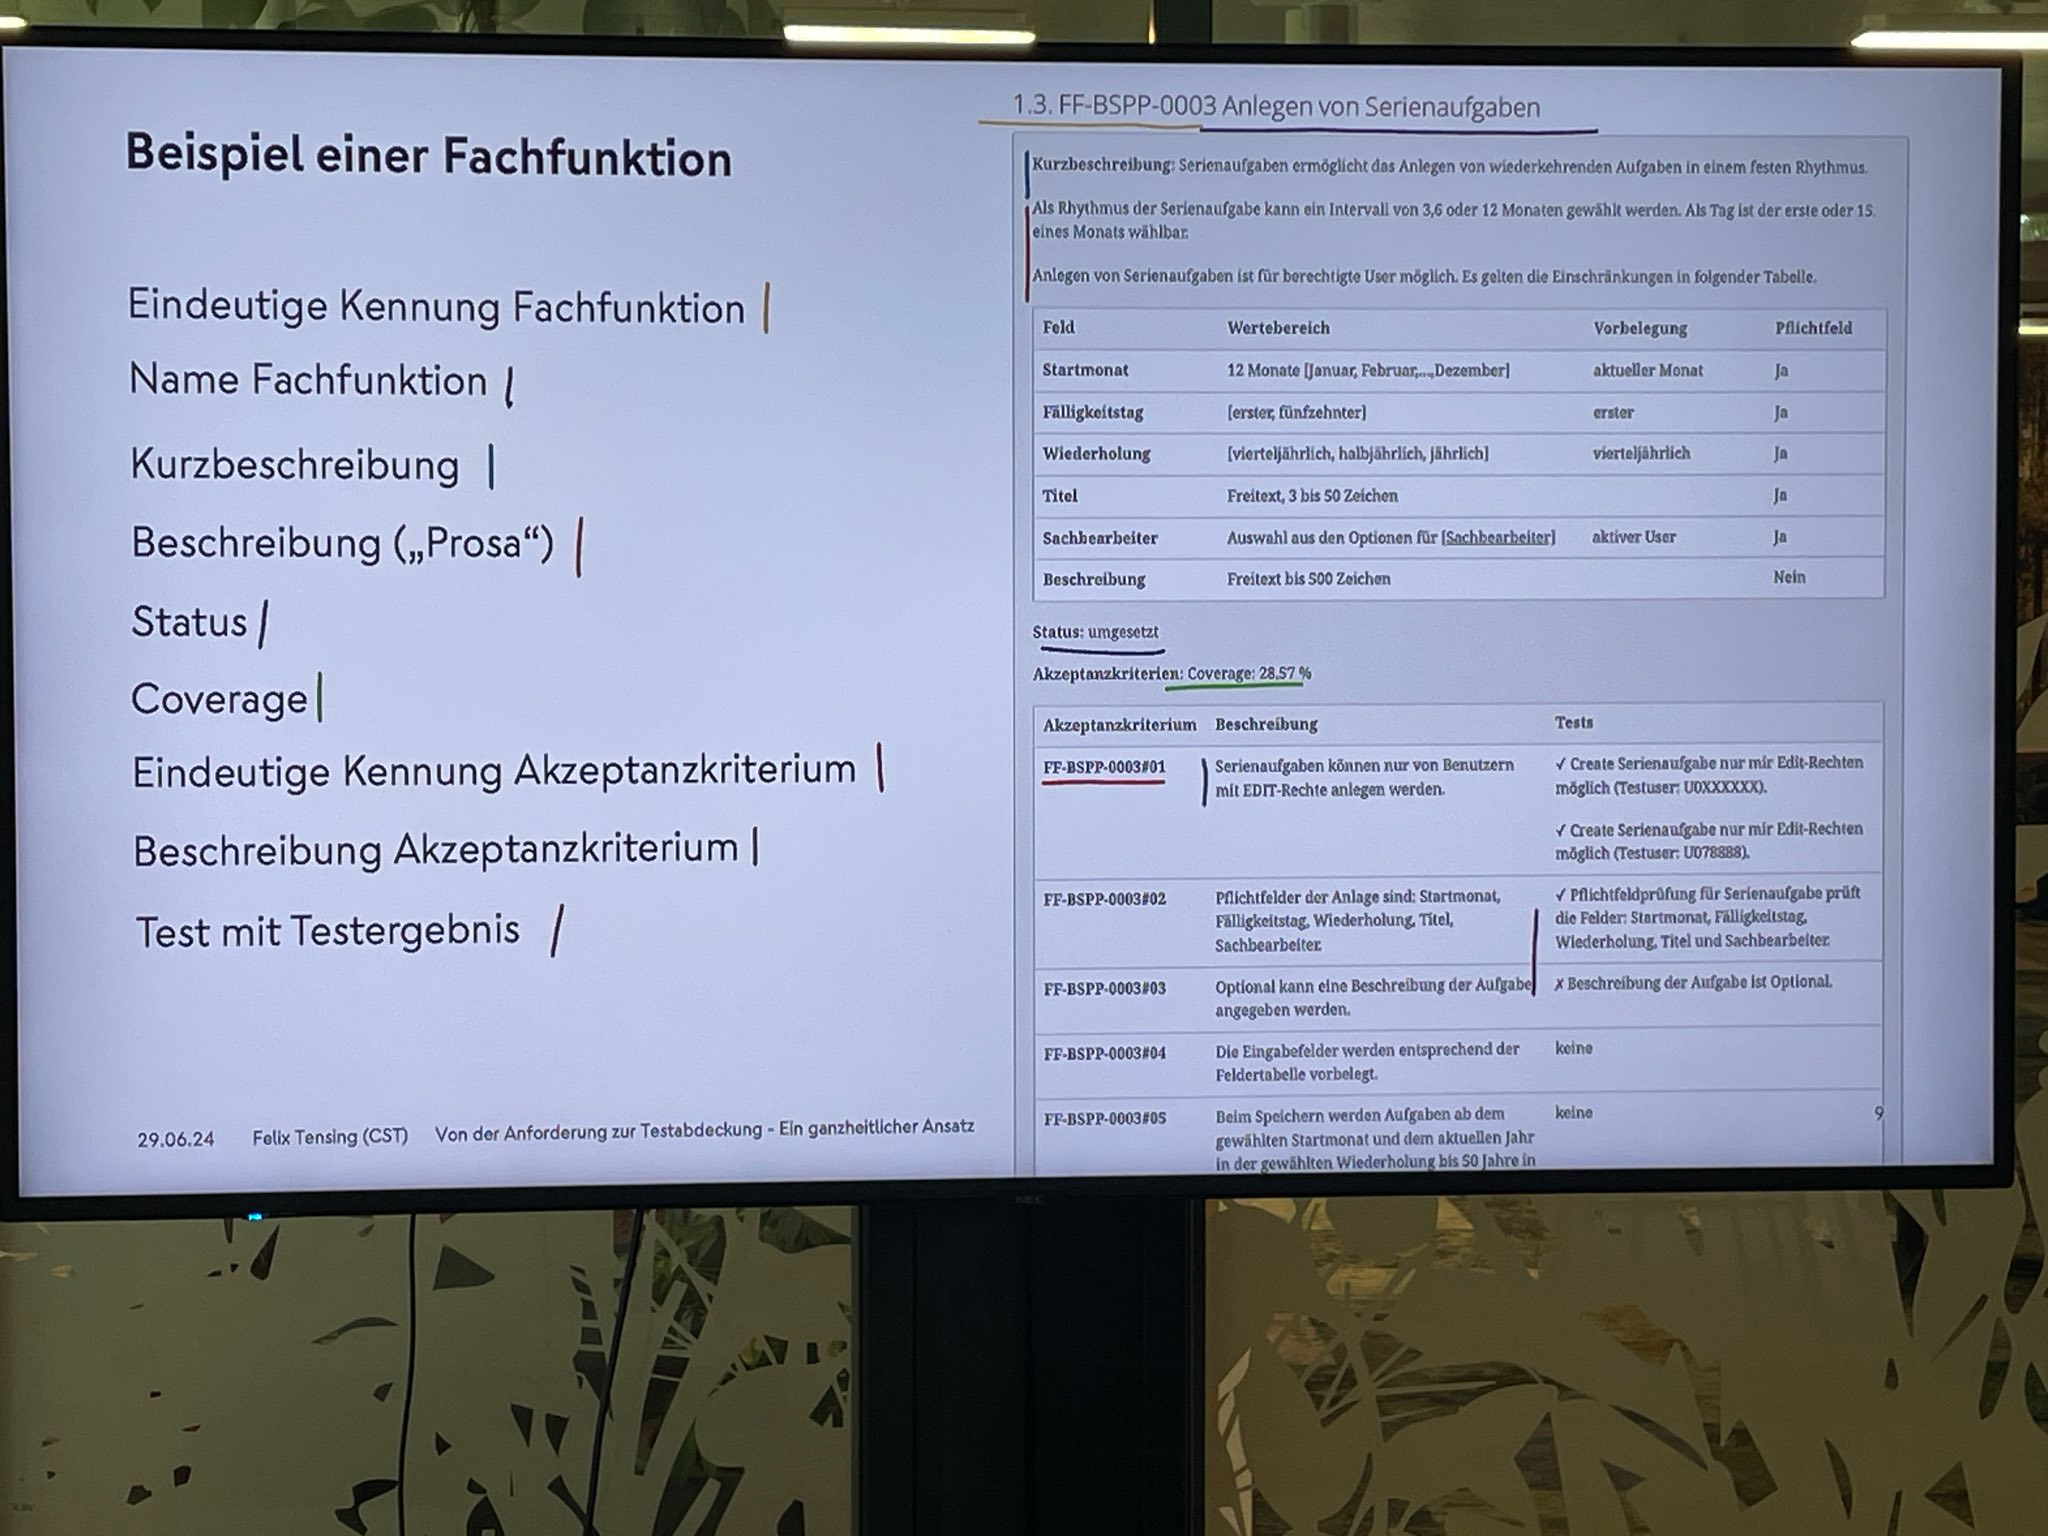 Beispiel einer Fachfunktion
Eindeutige Kennung Fachfunktion
Name Fachfunktion
Kurzbeschreibung
Beschreibung („Prosa“)
Status
Coverage
Eindeutige Kennung Akzeptanzkriterium
Beschreibung Akzeptanzkriterium
Test mit Testergebnis
29.06.24 Felix Tensing (CST) Von der Anforderung zur Testabdeckung - Ein ganzheitlicher Ansatz
1.3. FF-BSPP-0003 Anlegen von Serienaufgaben
Kurzbeschreibung: Serienaufgaben ermöglicht das Anlegen von wiederkehrenden Aufgaben in einem festen Rhythmus.
Als Rhythmus der Serienaufgabe kann ein Intervall von 3,6 oder 12 Monaten gewählt werden. Als Tag ist der erste oder 15.
eines Monats wählbar.
Anlegen von Serienaufgaben ist für berechtigte User möglich. Es gelten die Einschränkungen in folgender Tabelle.
Feld Wertebereich Vorbelegung Pflichtfeld
Startmonat 12 Monate [Januar, Februar,...,Dezember] aktueller Monat Ja
Fälligkeitstag [erster, fünfzehnter] erster Ja
Wiederholung [vierteljährlich, halbjährlich, jährlich] vierteljährlich Ja
Titel Freitext, 3 bis 50 Zeichen Ja
Sachbearbeiter Auswahl aus den Optionen für [Sachbearbeiter] aktiver User Ja
Beschreibung Freitext bis 500 Zeichen Nein
Status: umgesetzt
Akzeptanzkriterien: Coverage: 28,57 %
Akzeptanzkriterium Beschreibung Tests
FF-BSPP-0003#01 Serienaufgaben können nur von Benutzern ✓ Create Serienaufgabe nur mir Edit-Rechten
mit EDIT-Rechte anlegen werden. möglich (Testuser: U0XXXXXX).
✓ Create Serienaufgabe nur mir Edit-Rechten
möglich (Testuser: U078888).
FF-BSPP-0003#02 Pflichtfelder der Anlage sind: Startmonat, ✓ Pflichtfeldprüfung für Serienaufgabe prüft
Fälligkeitstag, Wiederholung, Titel, die Felder: Startmonat, Fälligkeitstag,
Sachbearbeiter. Wiederholung, Titel und Sachbearbeiter.
FF-BSPP-0003#03 Optional kann eine Beschreibung der Aufgabe ✗ Beschreibung der Aufgabe ist Optional.
angegeben werden.
FF-BSPP-0003#04 Die Eingabefelder werden entsprechend der keine
Feldertabelle vorbelegt.
FF-BSPP-0003#05 Beim Speichern werden Aufgaben ab dem keine 9
gewählten Startmonat und dem aktuellen Jahr
in der gewählten Wiederholung bis 50 Jahre in
NEC